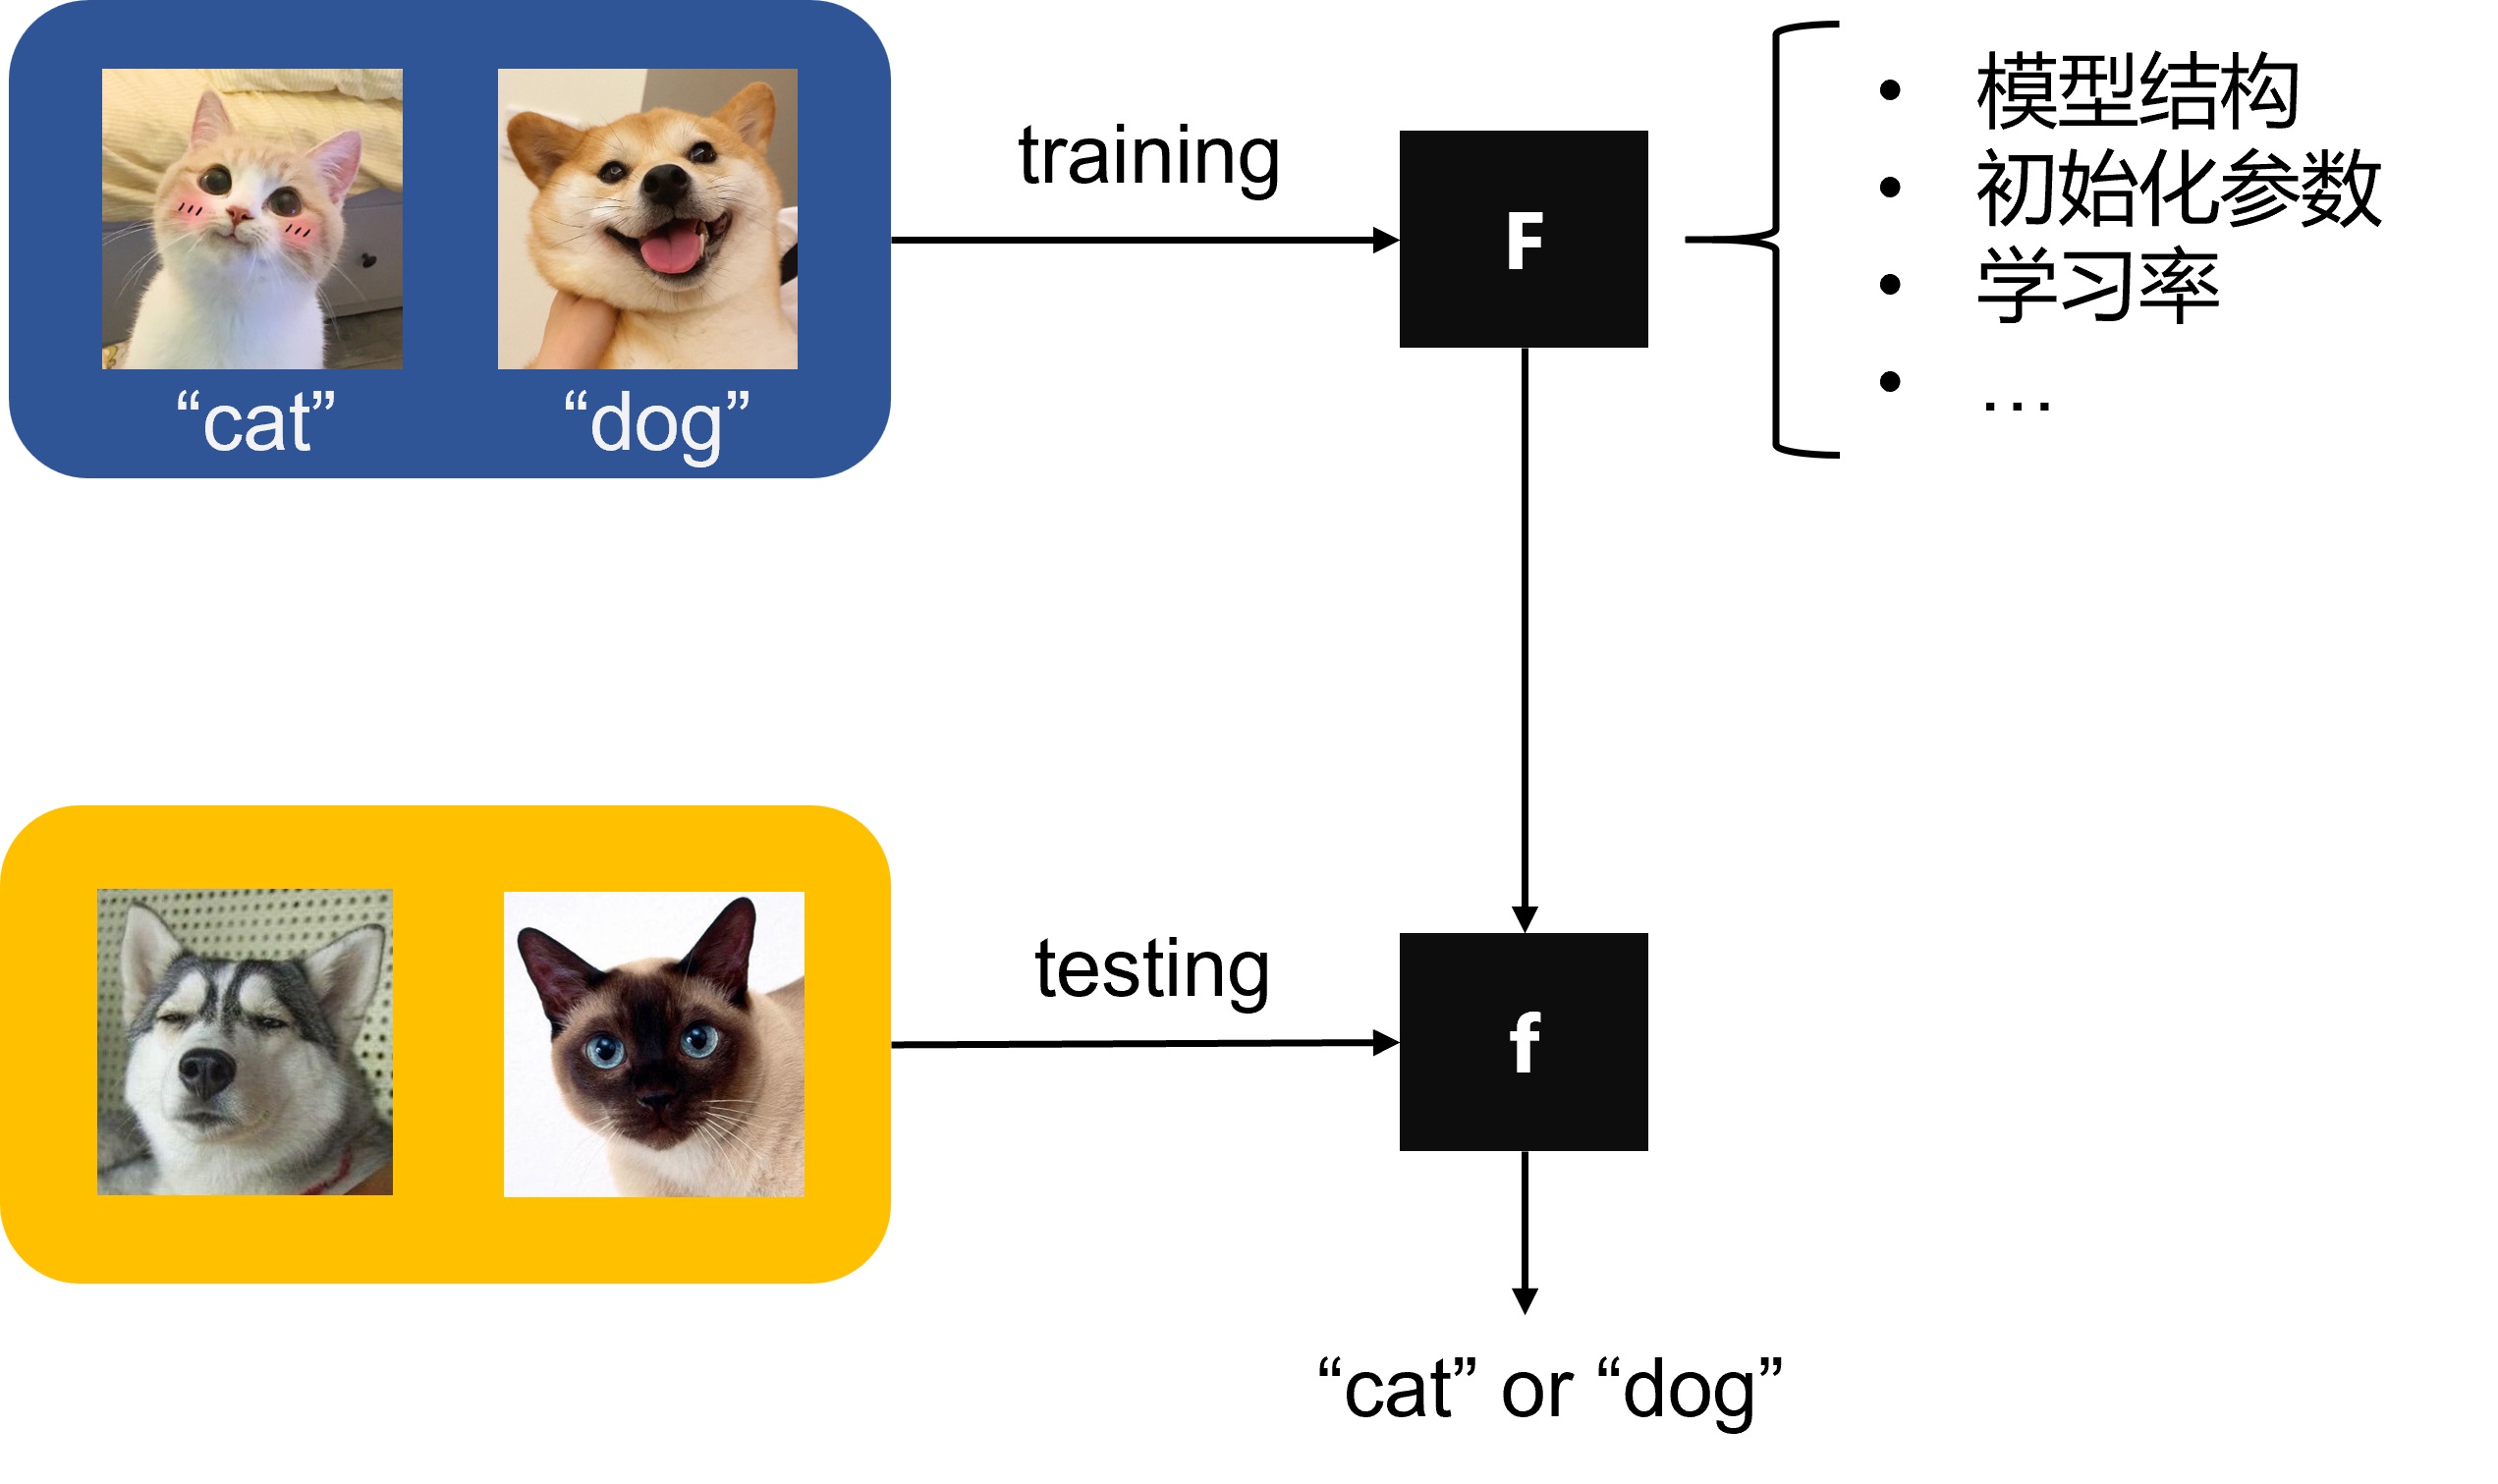 “cat”
“dog”
training
F
• 模型结构
• 初始化参数
• 学习率
• …
testing
f
“cat” or “dog”